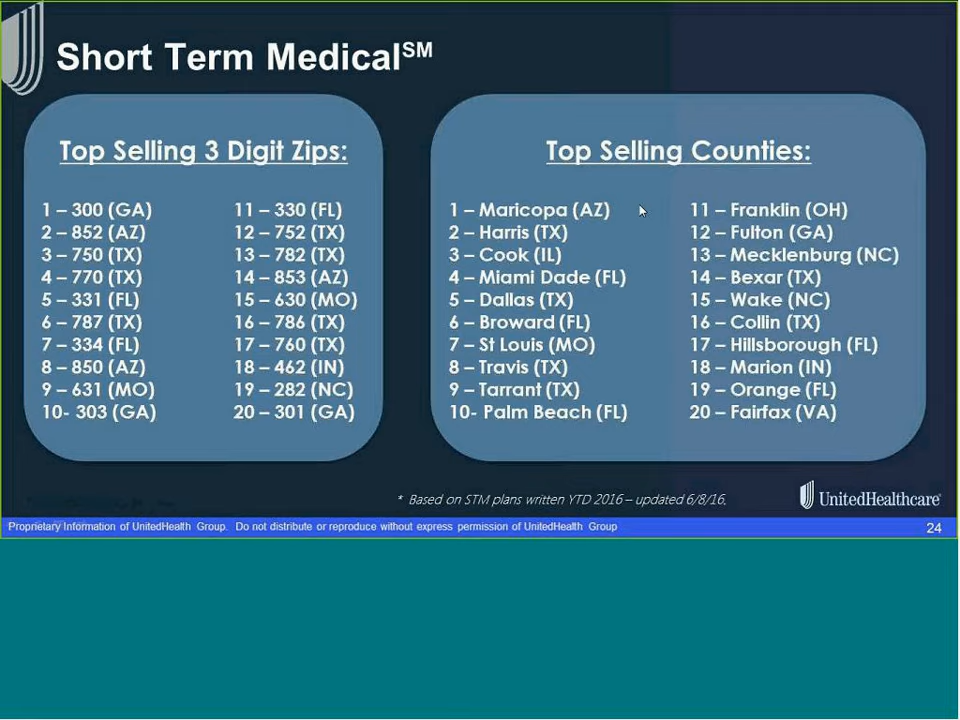 Short Term Medical℠
Top Selling 3 Digit Zips:
1 – 300 (GA)
2 – 852 (AZ)
3 – 750 (TX)
4 – 770 (TX)
5 – 331 (FL)
6 – 787 (TX)
7 – 334 (FL)
8 – 850 (AZ)
9 – 631 (MO)
10- 303 (GA)
11 – 330 (FL)
12 – 752 (TX)
13 – 782 (TX)
14 – 853 (AZ)
15 – 630 (MO)
16 – 786 (TX)
17 – 760 (TX)
18 – 462 (IN)
19 – 282 (NC)
20 – 301 (GA)
Top Selling Counties:
1 – Maricopa (AZ)
2 – Harris (TX)
3 – Cook (IL)
4 – Miami Dade (FL)
5 – Dallas (TX)
6 – Broward (FL)
7 – St Louis (MO)
8 – Travis (TX)
9 – Tarrant (TX)
10- Palm Beach (FL)
11 – Franklin (OH)
12 – Fulton (GA)
13 – Mecklenburg (NC)
14 – Bexar (TX)
15 – Wake (NC)
16 – Collin (TX)
17 – Hillsborough (FL)
18 – Marion (IN)
19 – Orange (FL)
20 – Fairfax (VA)
* Based on STM plans written YTD 2016 – updated 6/8/16.
UnitedHealthcare®
Proprietary Information of UnitedHealth Group. Do not distribute or reproduce without express permission of UnitedHealth Group
24